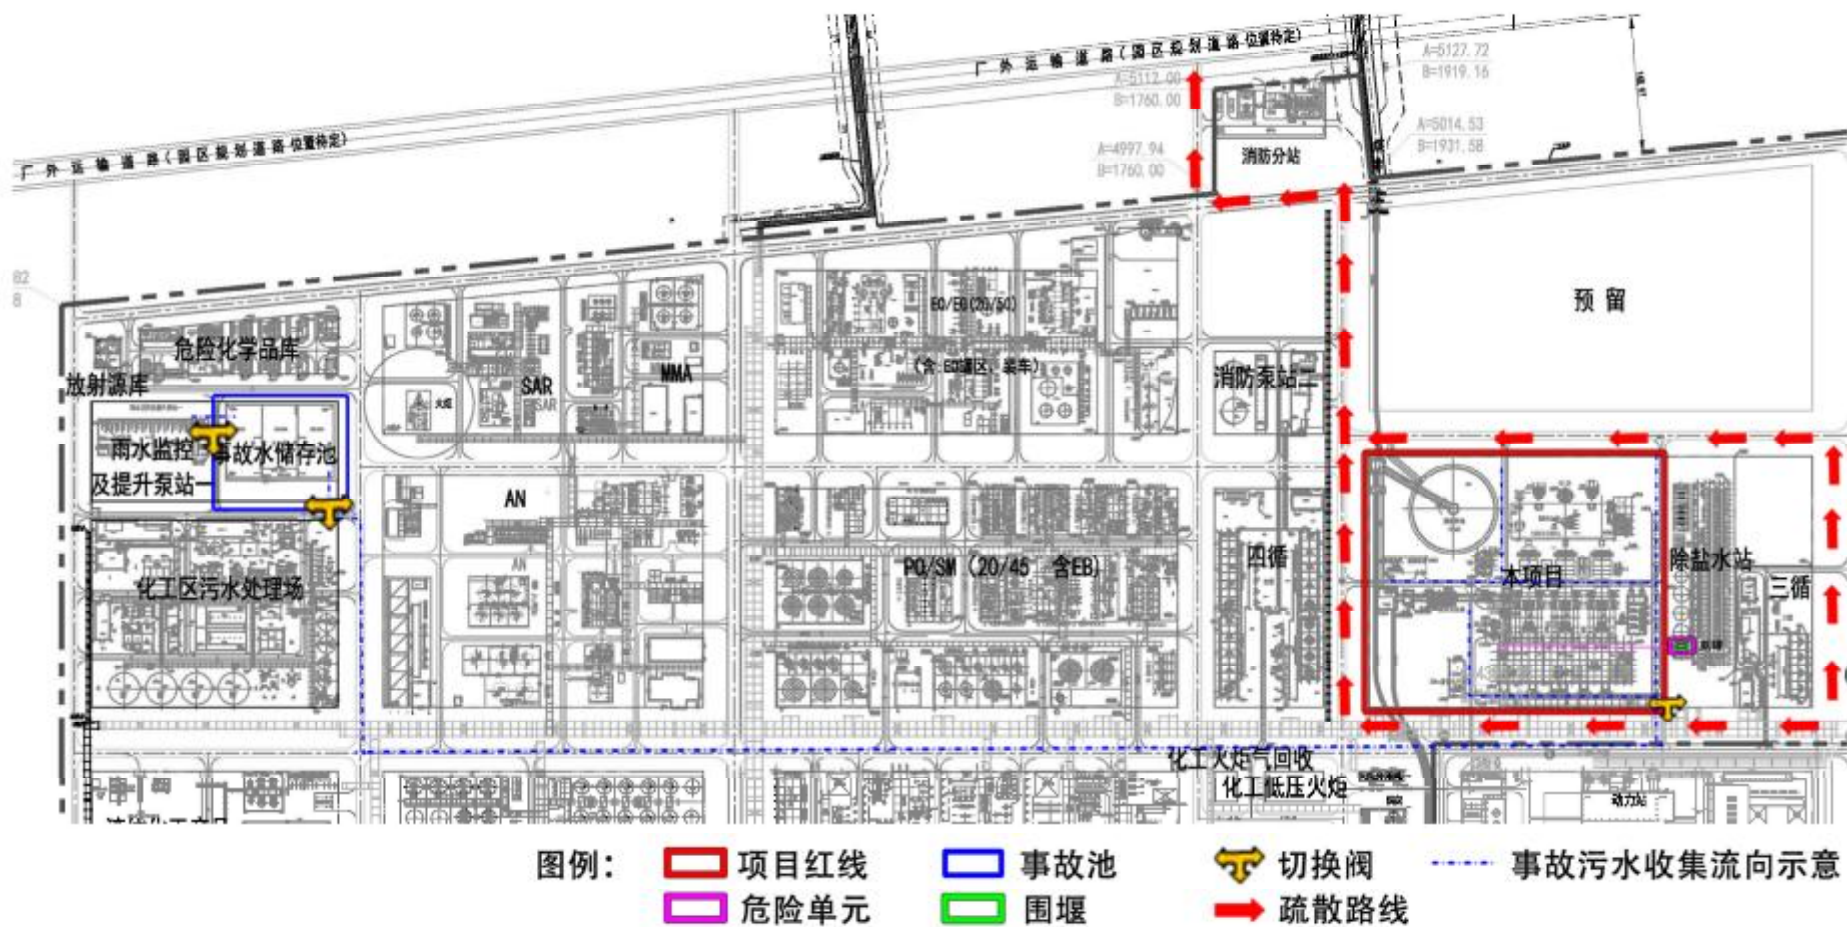 厂外运输道路(园区规划道路位置待定)
厂外运输道路(园区规划道路位置待定)
A=5112.00
B=1760.00
A=5127.72
B=1919.16
A=4997.94
B=1760.00
A=5014.53
B=1931.58
消防分站
预留
危险化学品库
放射源库
雨水监控
及提升泵站
事故水储存池
火炬
SAR
SAR
MMA
EO/EG(20/50)
(含EO罐区、装车)
消防泵站二
AN
AN
PO/SM(20/45 含EB)
四循
本项目
除盐水站
三循
化工区污水处理场
化工火炬气回收
化工低压火炬
动力站
图例：
项目红线
事故池
切换阀
事故污水收集流向示意
危险单元
围堰
疏散路线